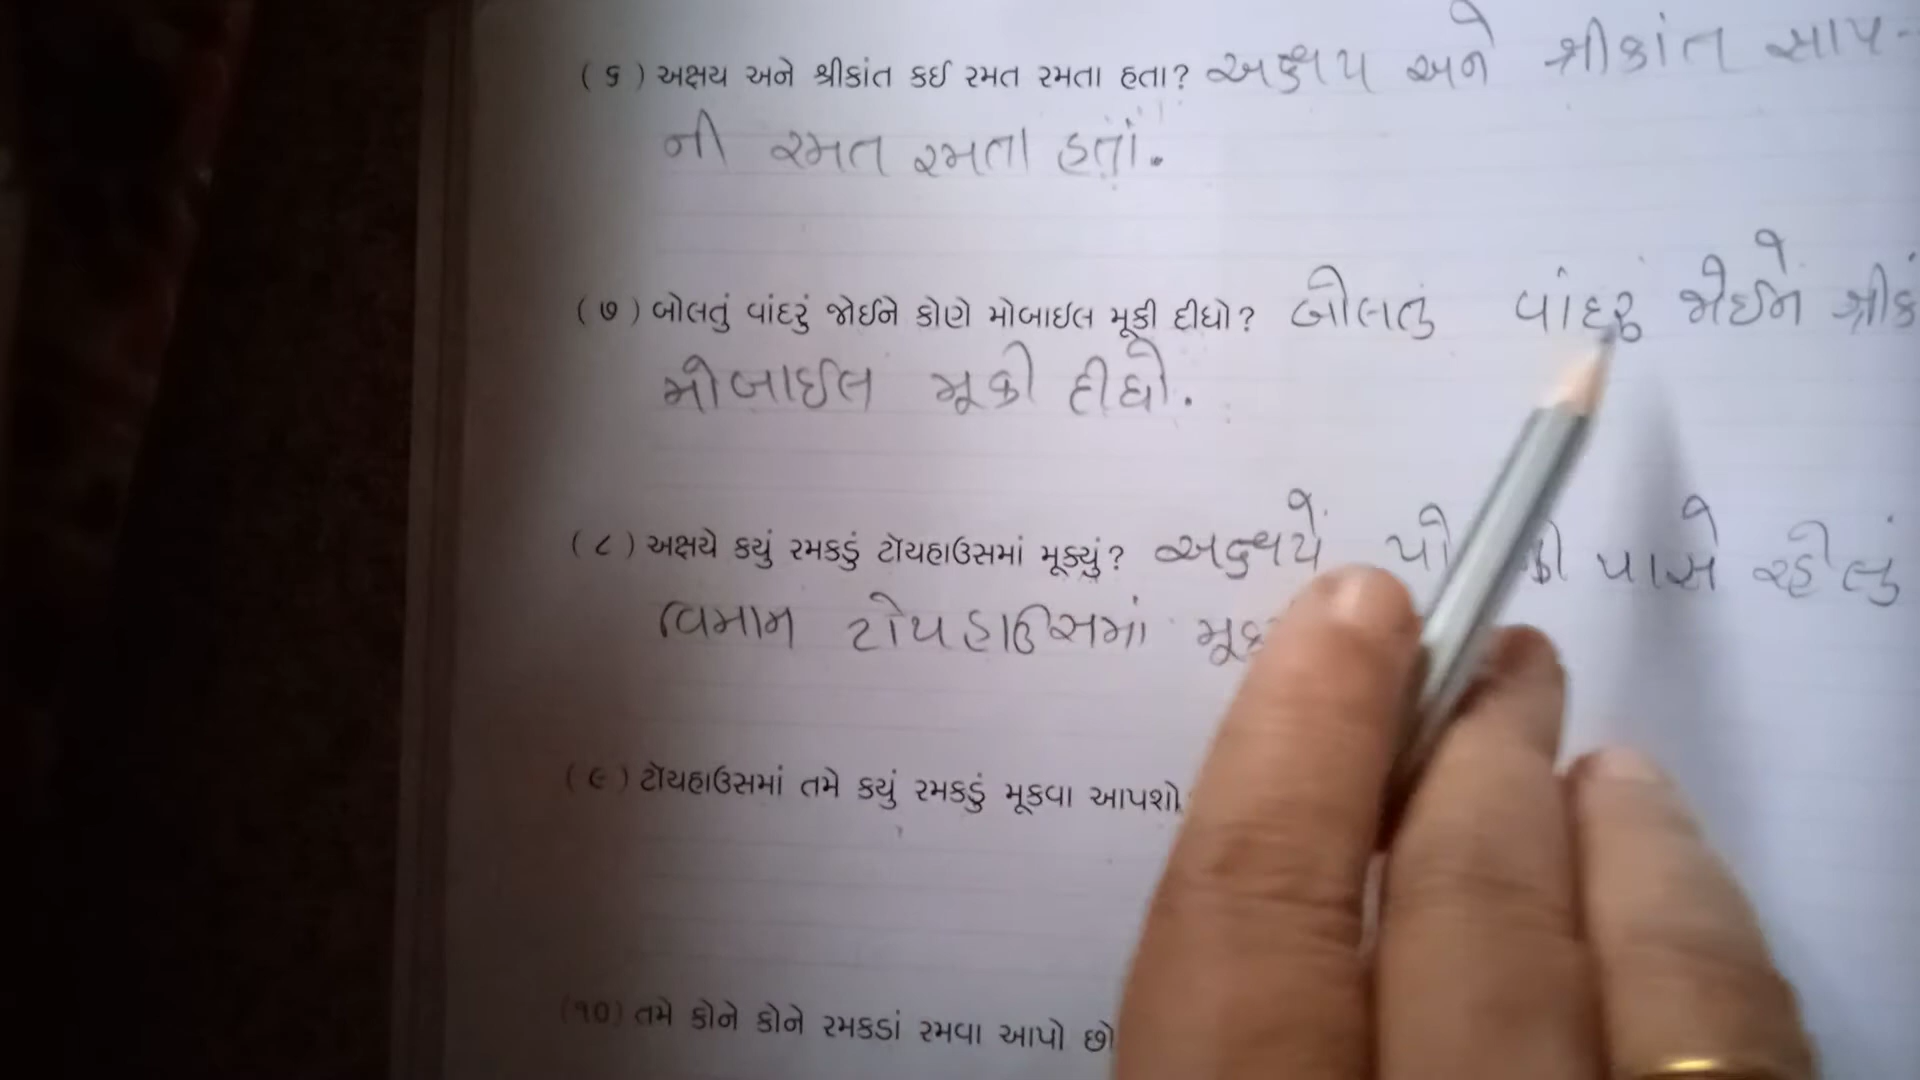 (૬) અક્ષય અને શ્રીકાંત કઈ રમત રમતા હતા? અક્ષય અને શ્રીકાંત સાપ-
ની રમત રમતા હતાં.
(૭) બોલતું વાંદરું જોઈને કોણે મોબાઈલ મૂકી દીધો? બોલતું વાંદરું જોઈને શ્રીકાં
મોબાઈલ મૂકી દીધો.
(૮) અક્ષયે કયું રમકડું ટૉયહાઉસમાં મૂક્યું? અક્ષયે પાસે રહેલું
વિમાન ટોયહાઉસમાં
(૯) ટૉયહાઉસમાં તમે કયું રમકડું મૂકવા આપશો
(૧૦) તમે કોને કોને રમકડાં રમવા આપો છો